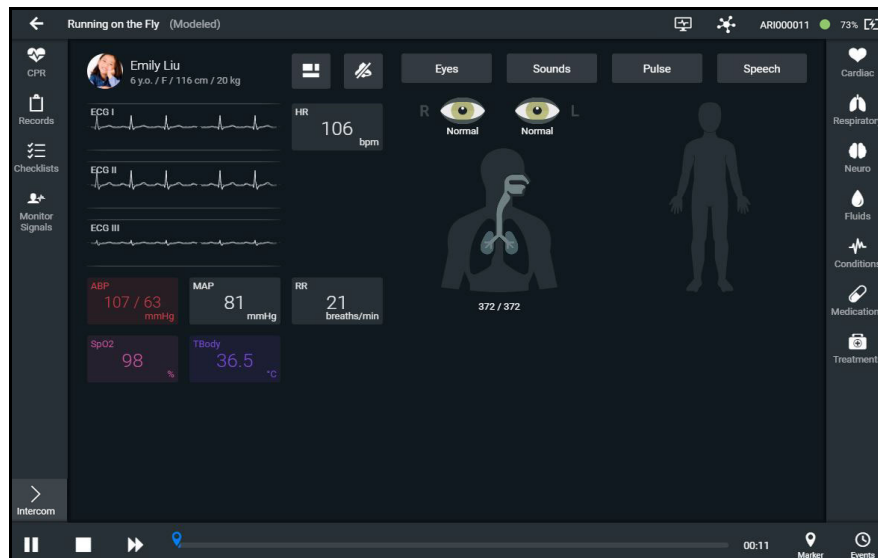 Running on the Fly (Modeled)
ARI000011
73%
CPR
Records
Checklists
Monitor
Signals
Intercom
Emily Liu
6 y.o. / F / 116 cm / 20 kg
ECG I
HR
106
bpm
ECG II
ECG III
ABP
107 / 63
mmHg
MAP
81
mmHg
RR
21
breaths/min
SpO2
98
%
TBody
36.5
°C
Eyes
Sounds
Pulse
Speech
R
L
Normal
Normal
372 / 372
Cardiac
Respirator
Neuro
Fluids
Condition
Medication
Treatment
00:11
Marker
Events